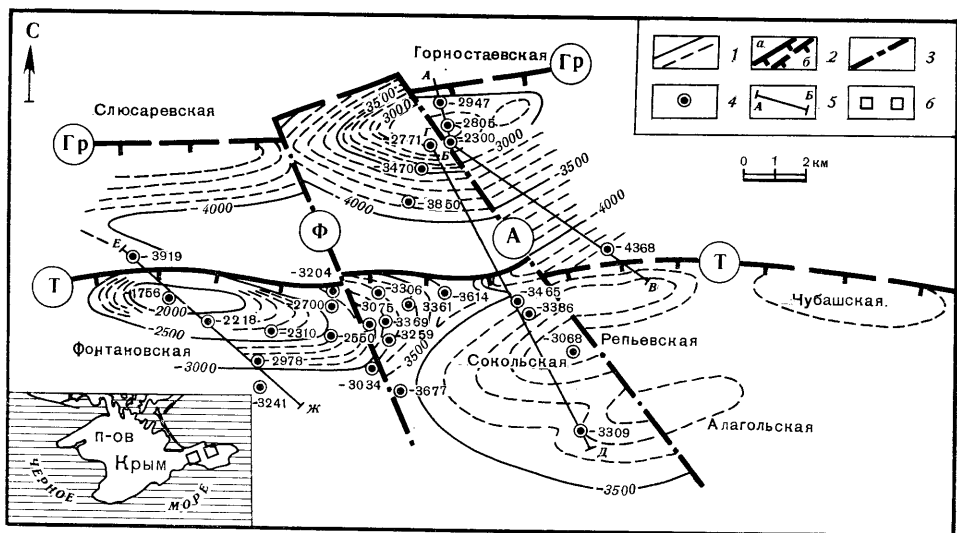 С
Слюсаревская
Горностаевская
Гр
Гр
А
-2947
-2805
-2300
Г
-2771
Б
3470
-3850
-3500
3000
3000
3500
-4000
-4000
-4000
Ф
А
Е
-3919
-4368
В
Т
Т
-3204
1756
2000
-2218
-2500
-2310
2700
-2550
-3306
3075
3361
3369
3259
-3614
-3465
-3386
-3068
3500
Фонтановская
-3000
-2978
-3034
-3241
Ж
-3677
Сокольская
Репьевская
Чубашская
-3309
Д
Алагольская
-3500
1
а
б
2
3
4
А
Б
5
6
0 1 2 км
п-ов
Крым
ЧЕРНОЕ
МОРЕ